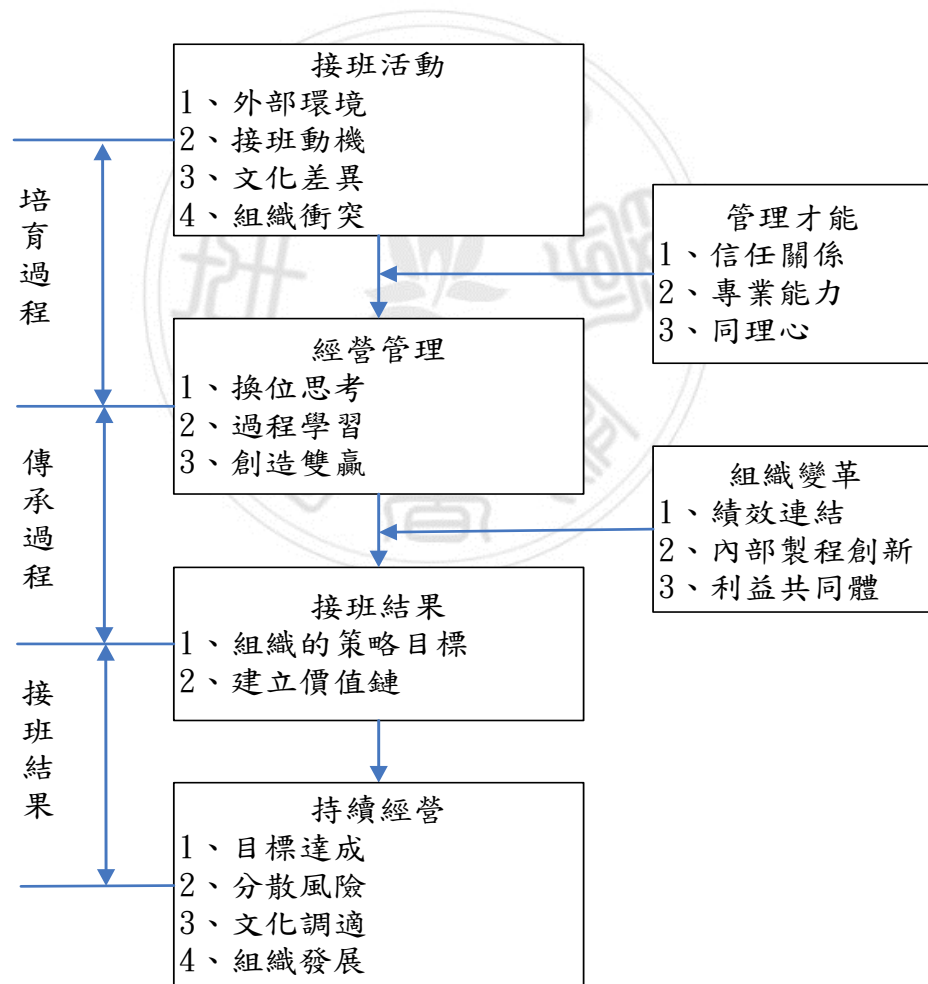 接班活動
1、外部環境
2、接班動機
3、文化差異
4、組織衝突
培育過程
管理才能
1、信任關係
2、專業能力
3、同理心
經營管理
1、換位思考
2、過程學習
3、創造雙贏
傳承過程
組織變革
1、績效連結
2、內部製程創新
3、利益共同體
接班結果
1、組織的策略目標
2、建立價值鏈
接班結果
持續經營
1、目標達成
2、分散風險
3、文化調適
4、組織發展